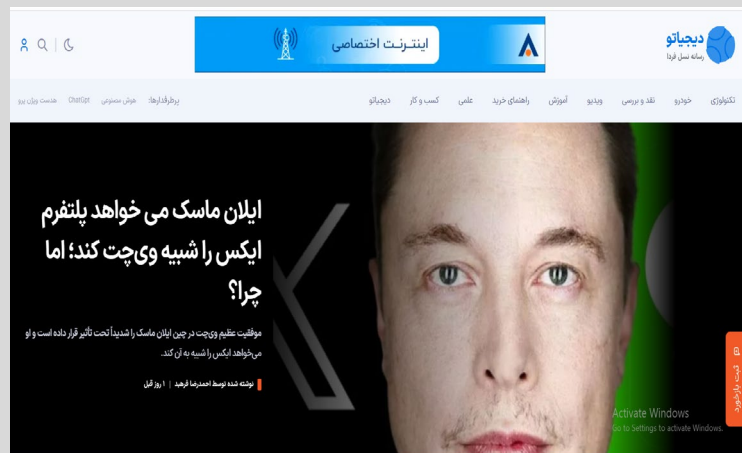 دیجیاتو
رسانه نسل فردا
اینترنت اختصاصی
تکنولوژی خودرو نقد و بررسی ویدیو آموزش راهنمای خرید علمی کسب و کار دیجیاتو
پرطرفدارها: هوش مصنوعی ChatGpt هدست ویژن پرو
ایلان ماسک می خواهد پلتفرم
ایکس را شبیه وی‌چت کند؛ اما
چرا؟
موفقیت عظیم وی‌چت در چین ایلان ماسک را شدیداً تحت تأثیر قرار داده است و او
می‌خواهد ایکس را شبیه به آن کند.
نوشته شده توسط احمدرضا فرهبد | 1 روز قبل
ثبت بازخورد
Activate Windows
Go to Settings to activate Windows.